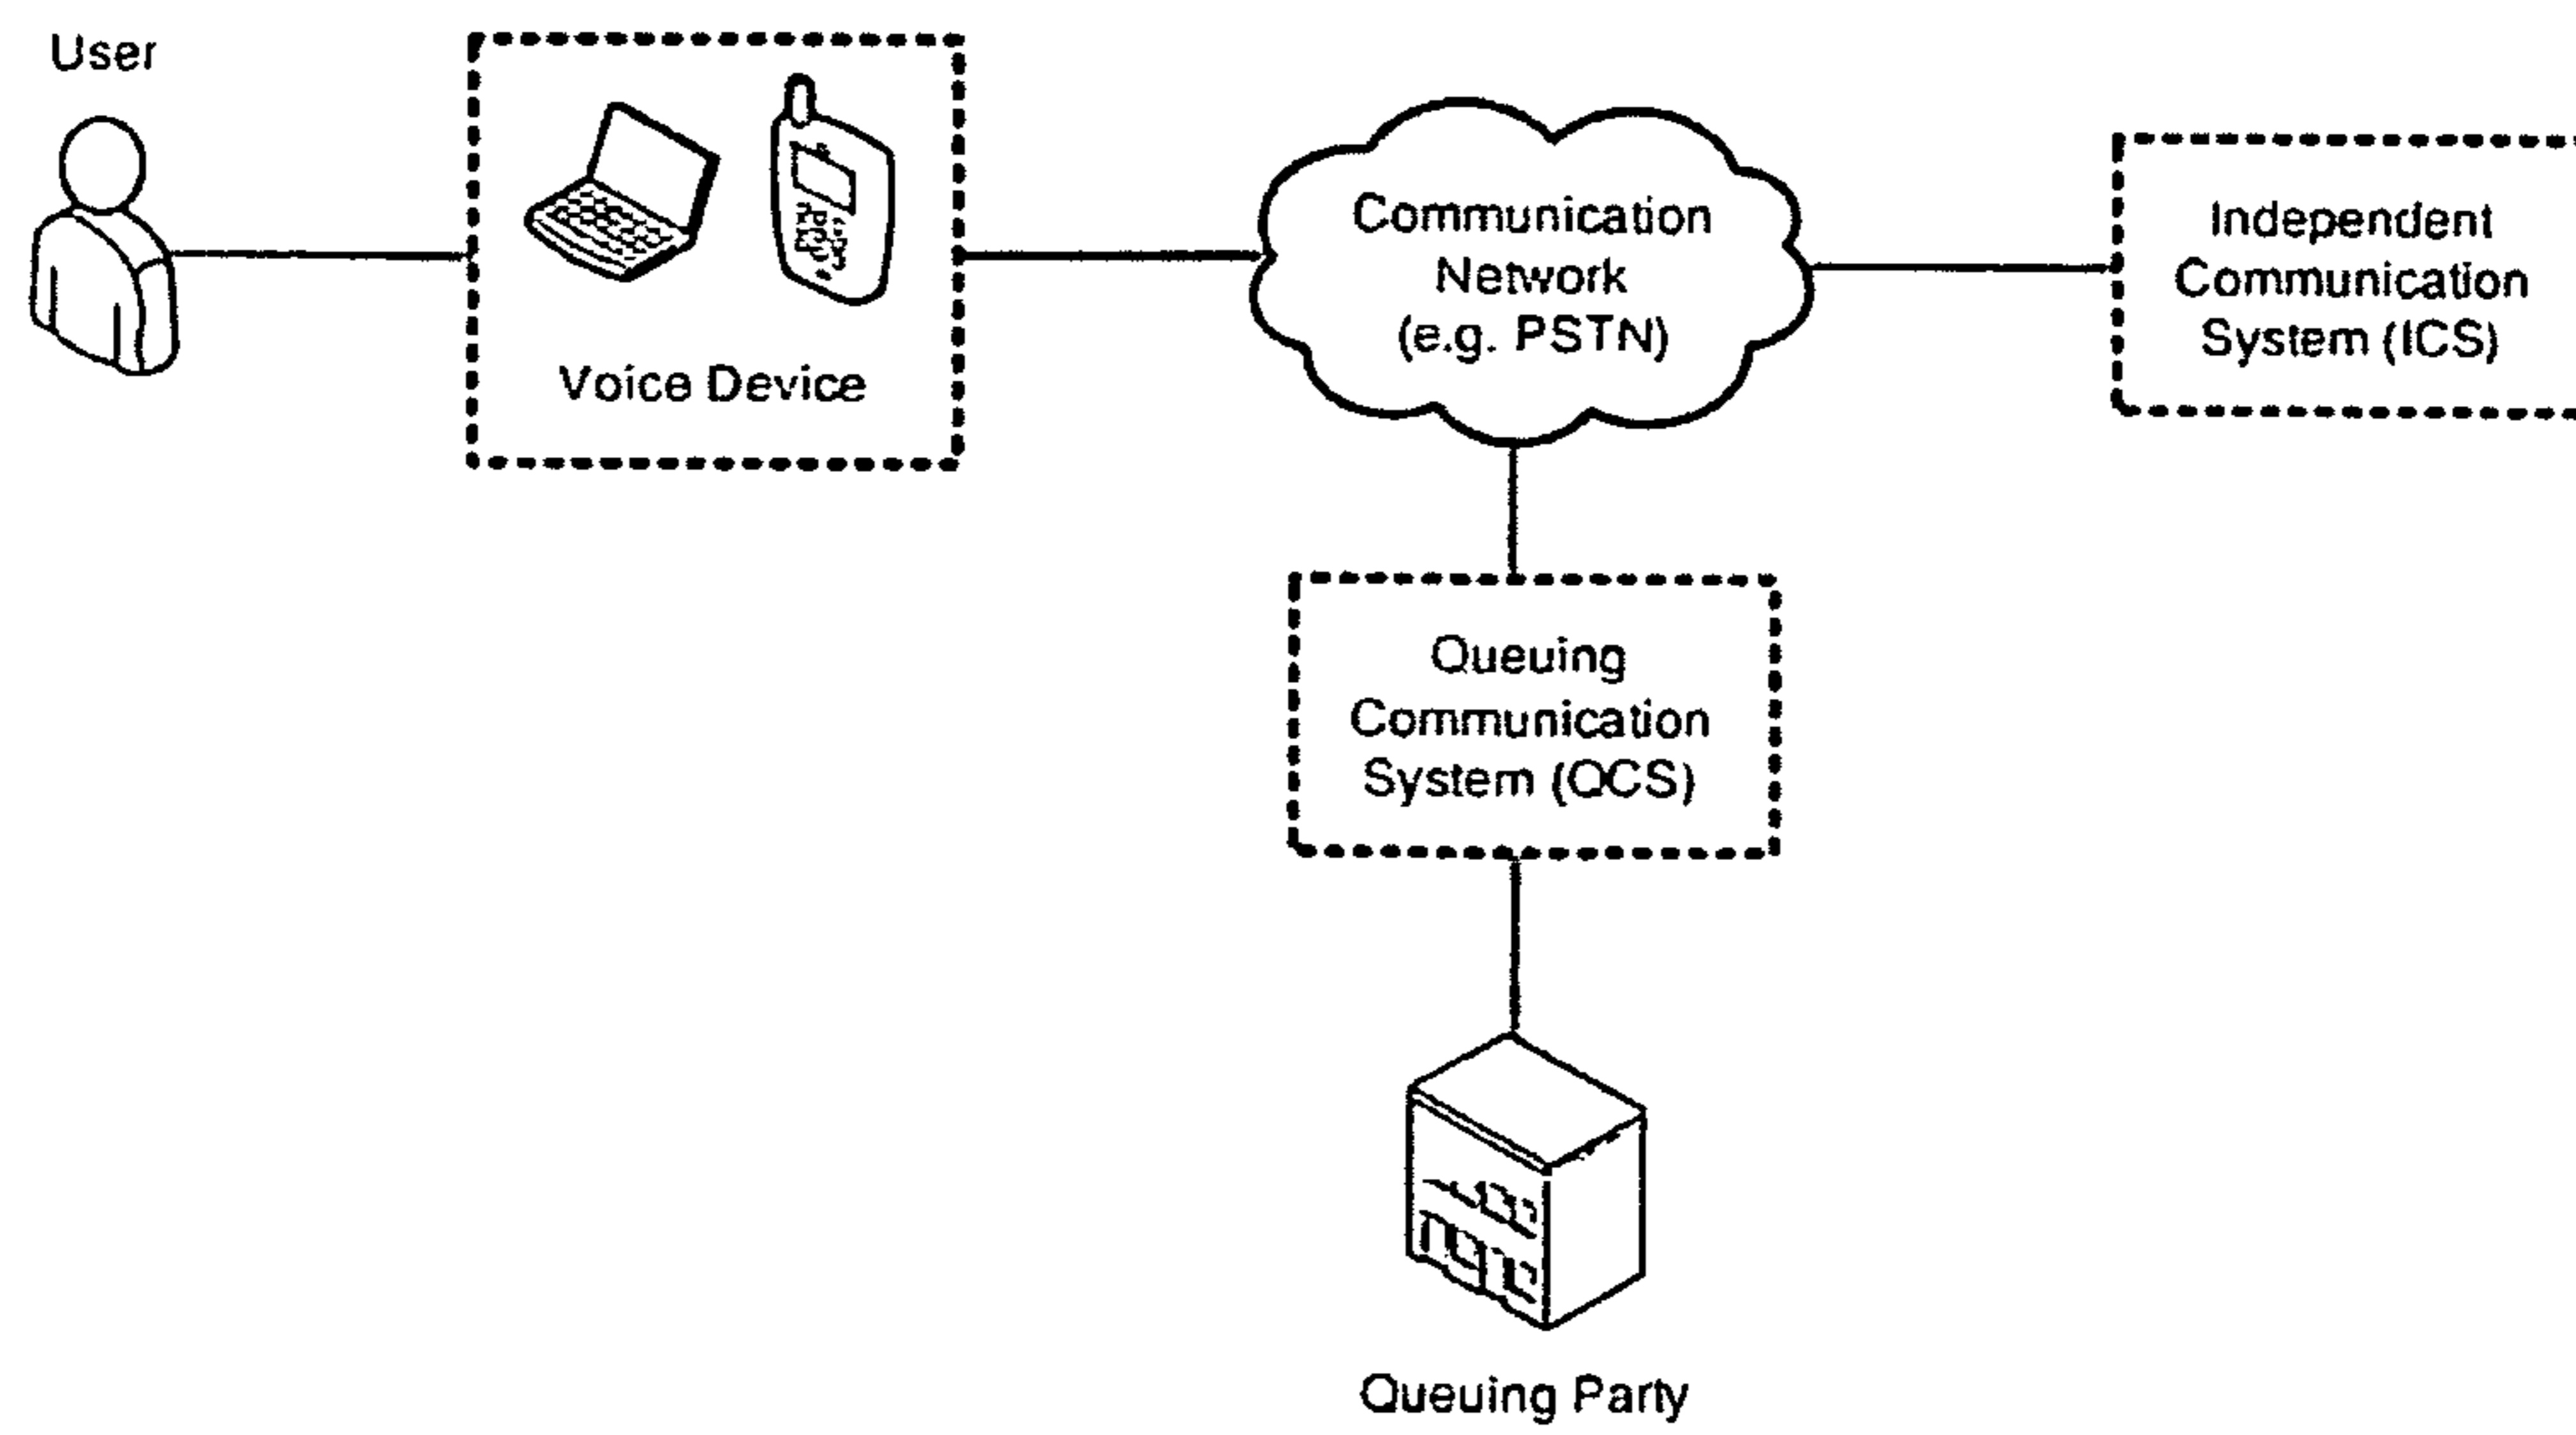 User
Voice Device
Communication
Network
(e.g. PSTN)
Independent
Communication
System (ICS)
Queuing
Communication
System (QCS)
Queuing Party